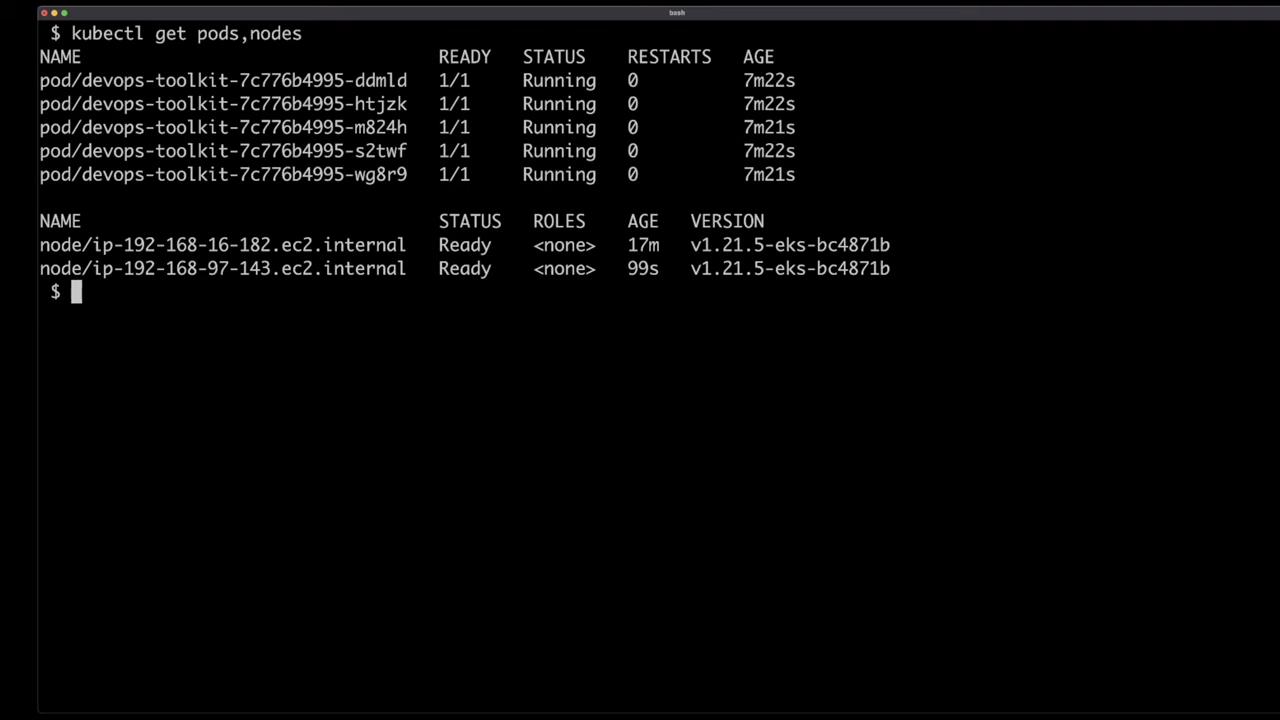 bash
$ kubectl get pods,nodes
NAME READY STATUS RESTARTS AGE
pod/devops-toolkit-7c776b4995-ddmld 1/1 Running 0 7m22s
pod/devops-toolkit-7c776b4995-htjzk 1/1 Running 0 7m22s
pod/devops-toolkit-7c776b4995-m824h 1/1 Running 0 7m21s
pod/devops-toolkit-7c776b4995-s2twf 1/1 Running 0 7m22s
pod/devops-toolkit-7c776b4995-wg8r9 1/1 Running 0 7m21s
NAME STATUS ROLES AGE VERSION
node/ip-192-168-16-182.ec2.internal Ready <none> 17m v1.21.5-eks-bc4871b
node/ip-192-168-97-143.ec2.internal Ready <none> 99s v1.21.5-eks-bc4871b
$